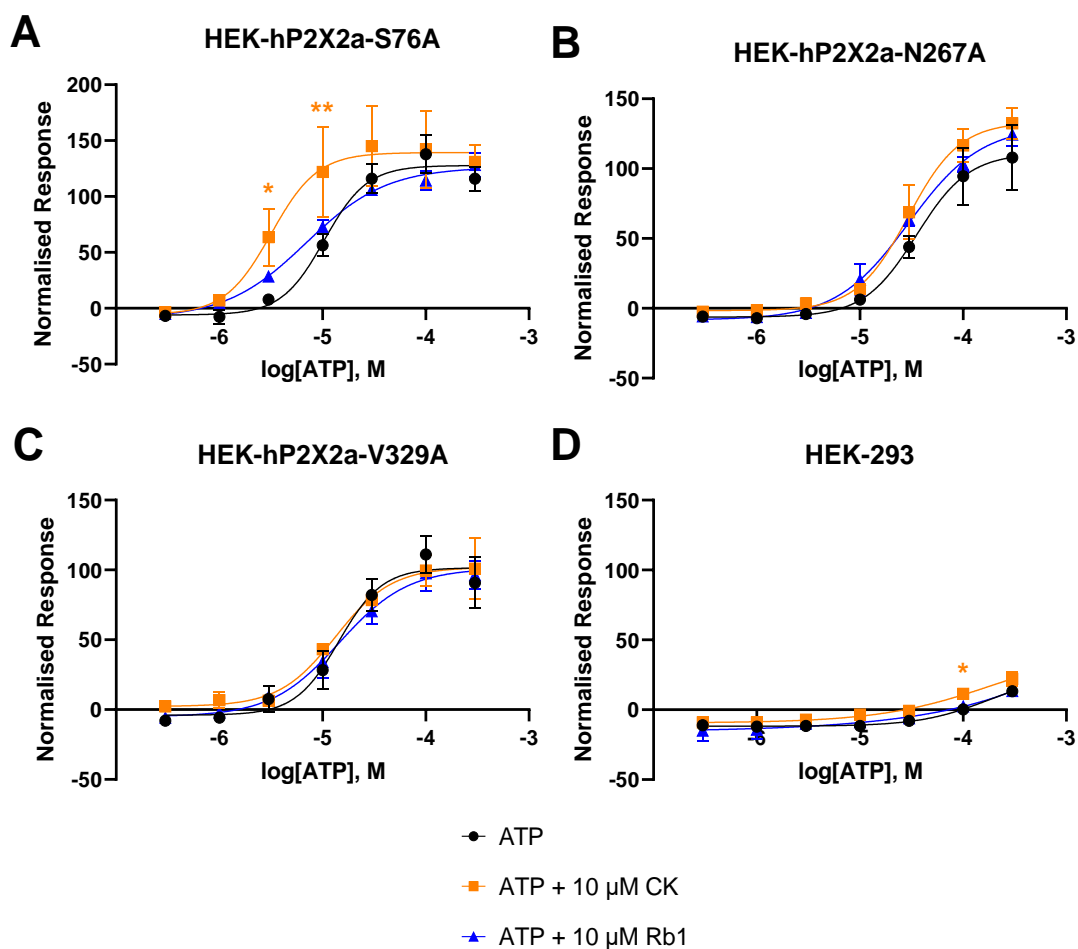 A
HEK-hP2X2a-S76A
Normalised Response
200
150
100
50
0
-50
*
**
-6
-5
-4
-3
log[ATP], M
B
HEK-hP2X2a-N267A
Normalised Response
150
100
50
0
-50
-6
-5
-4
-3
log[ATP], M
C
HEK-hP2X2a-V329A
Normalised Response
150
100
50
0
-50
-6
-5
-4
-3
log[ATP], M
D
HEK-293
Normalised Response
150
100
50
0
-50
*
-6
-5
-4
-3
log[ATP], M
ATP
ATP + 10 µM CK
ATP + 10 µM Rb1